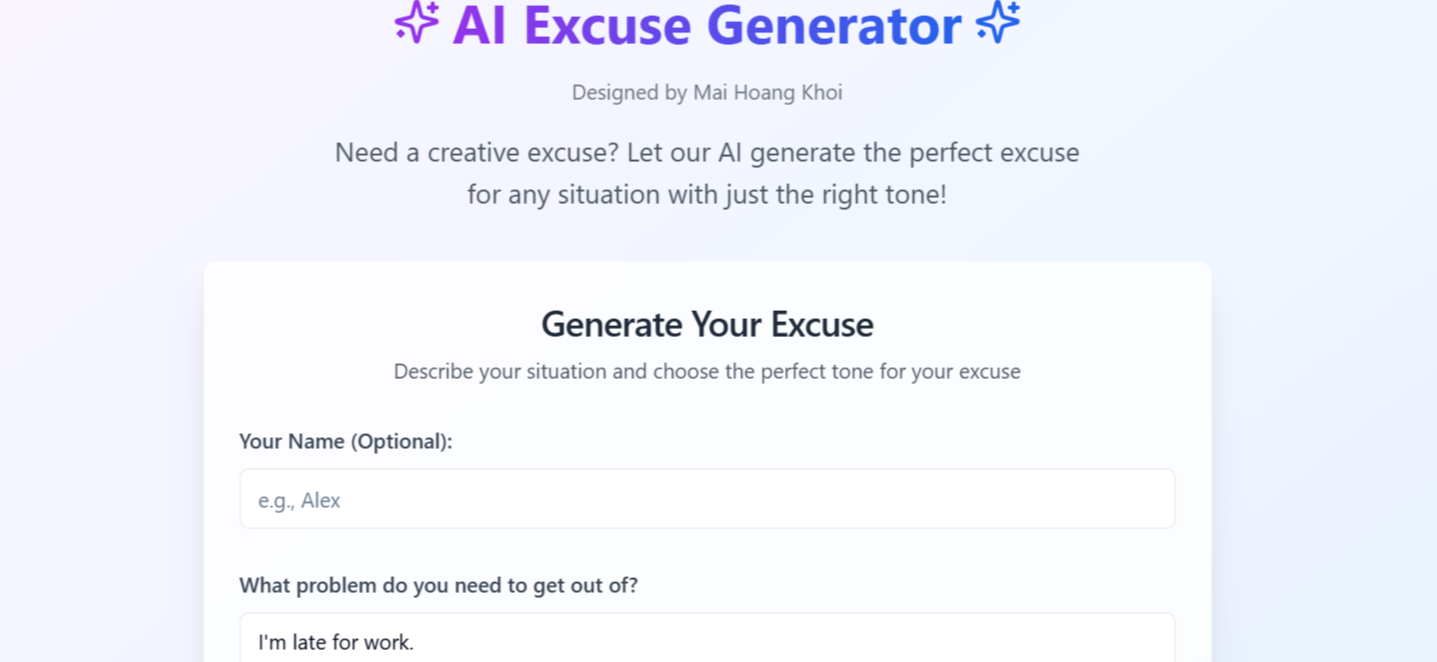 AI Excuse Generator
Designed by Mai Hoang Khoi
Need a creative excuse? Let our AI generate the perfect excuse
for any situation with just the right tone!
Generate Your Excuse
Describe your situation and choose the perfect tone for your excuse
Your Name (Optional):
e.g., Alex
What problem do you need to get out of?
I'm late for work.